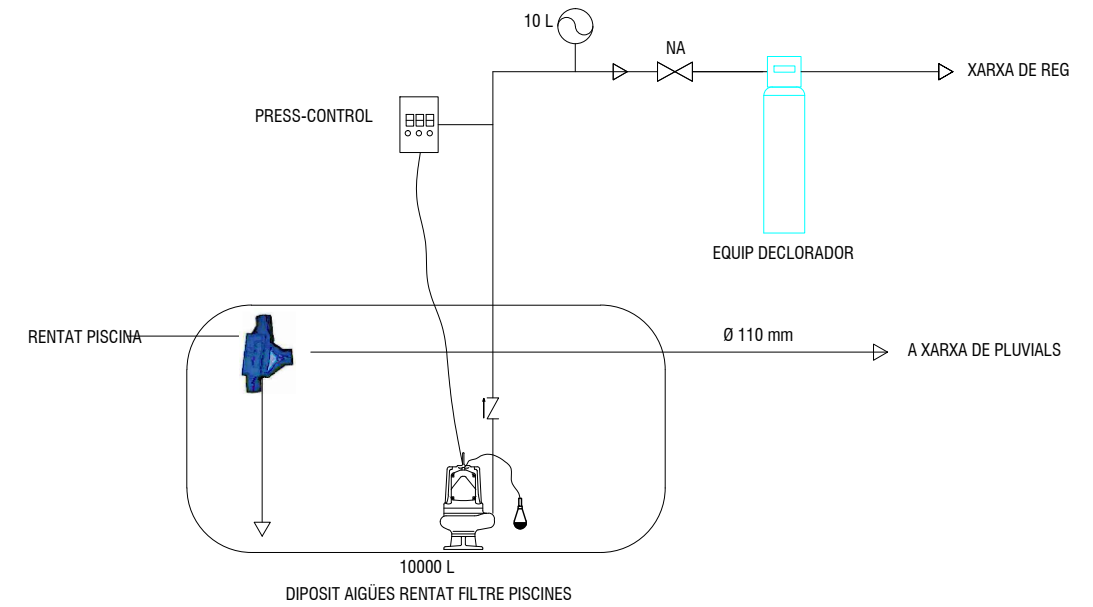 10 L
NA
XARXA DE REG
PRESS-CONTROL
EQUIP DECLORADOR
RENTAT PISCINA
Ø 110 mm
A XARXA DE PLUVIALS
10000 L
DIPOSIT AIGÜES RENTAT FILTRE PISCINES